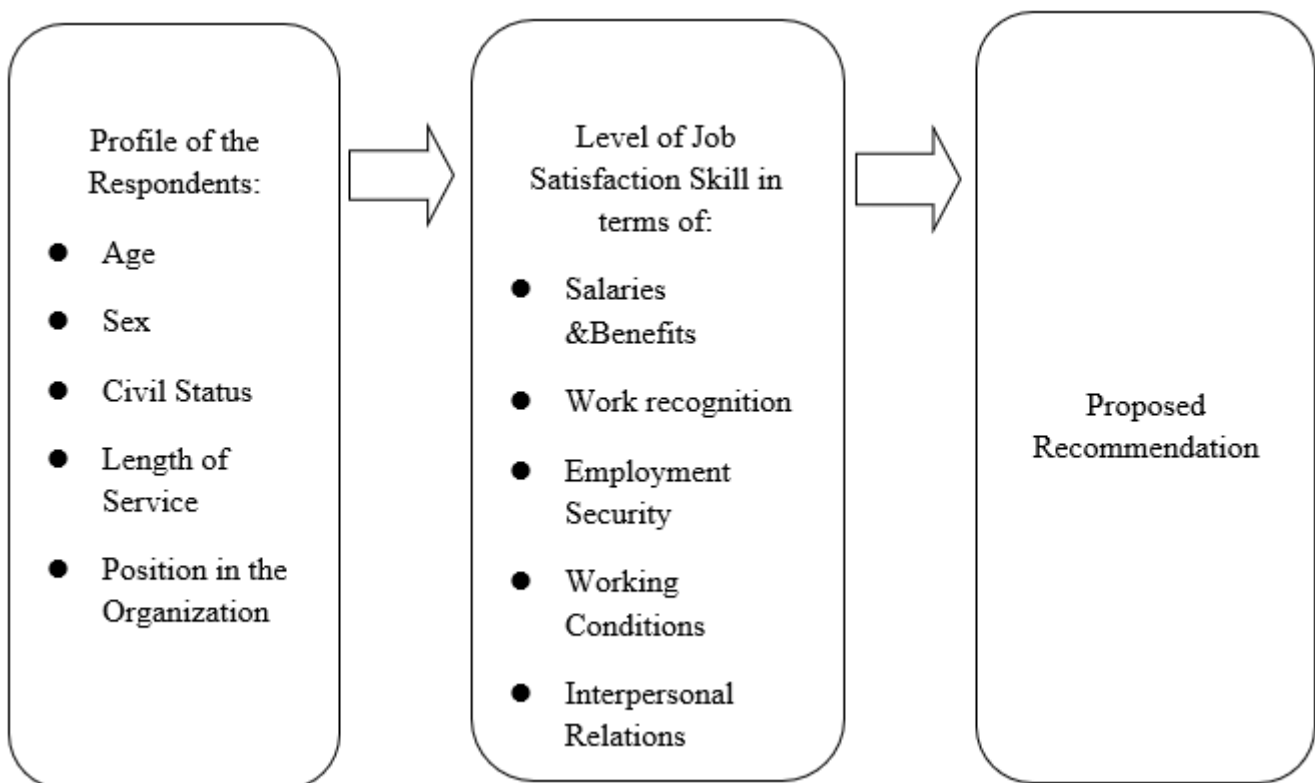 Profile of the
Respondents:
● Age
● Sex
● Civil Status
● Length of
Service
● Position in the
Organization
Level of Job
Satisfaction Skill in
terms of:
● Salaries
&Benefits
● Work recognition
● Employment
Security
● Working
Conditions
● Interpersonal
Relations
Proposed
Recommendation